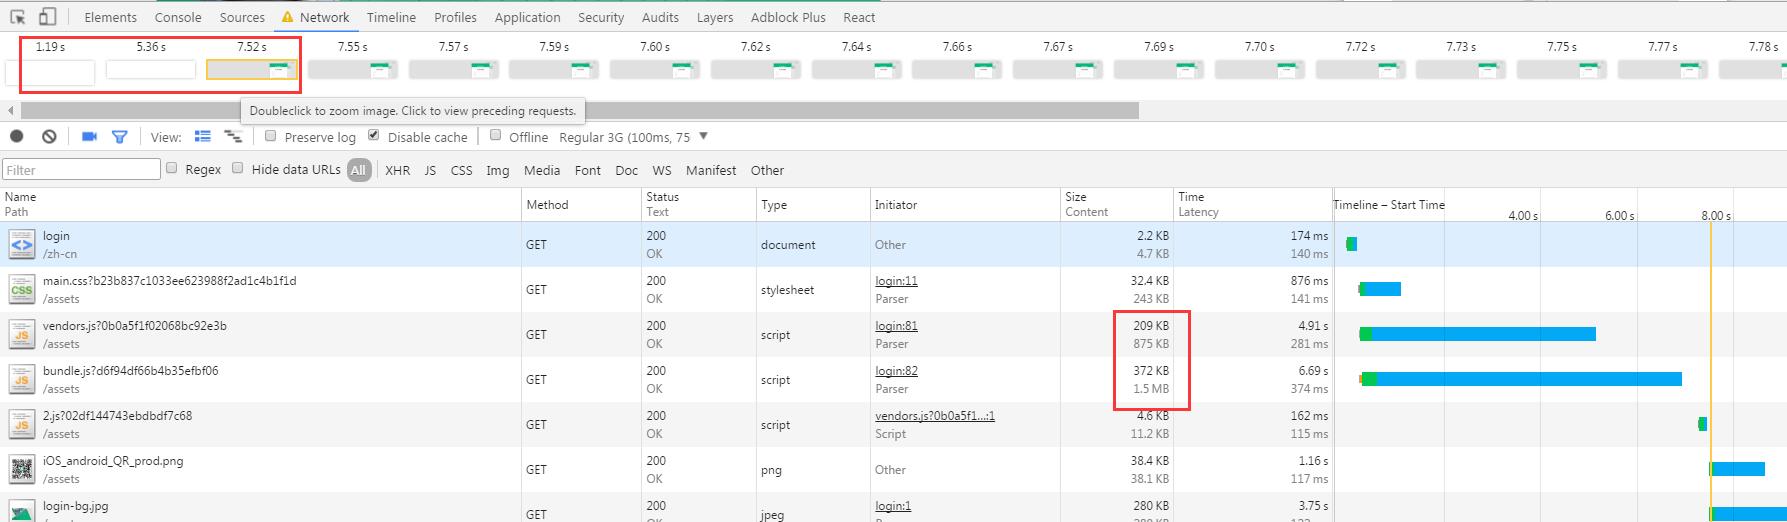 Elements Console Sources Network Timeline Profiles Application Security Audits Layers Adblock Plus React
1.19 s 5.36 s 7.52 s 7.55 s 7.57 s 7.59 s 7.60 s 7.62 s 7.64 s 7.66 s 7.67 s 7.69 s 7.70 s 7.72 s 7.73 s 7.75 s 7.77 s 7.78
Doubleclick to zoom image. Click to view preceding requests.
View: Preserve log Disable cache Offline Regular 3G (100ms, 75
Filter Regex Hide data URLs All XHR JS CSS Img Media Font Doc WS Manifest Other
Name Status Size Time
Path Method Text Type Initiator Content Latency Timeline – Start Time
4.00 s 6.00 s 8.00 s
login 200 2.2 KB 174 ms
/zh-cn GET OK document Other 4.7 KB 140 ms
main.css?b23b837c1033ee623988f2ad1c4b1f1d 200 login:11 32.4 KB 876 ms
CSS /assets GET OK stylesheet Parser 243 KB 141 ms
vendors.js?0b0a5f1f02068bc92e3b 200 login:81 209 KB 4.91 s
JS /assets GET OK script Parser 875 KB 281 ms
bundle.js?d6f94df66b4b35efbf06 200 login:82 372 KB 6.69 s
JS /assets GET OK script Parser 1.5 MB 374 ms
2.js?02df144743ebdbdf7c68 200 vendors.js?0b0a5f1…:1 4.6 KB 162 ms
JS /assets GET OK script Script 11.2 KB 115 ms
iOS_android_QR_prod.png 200 38.4 KB 1.16 s
/assets GET OK png Other 38.1 KB 117 ms
login-bg.jpg 200 login:1 280 KB 3.75 s
GET jpeg